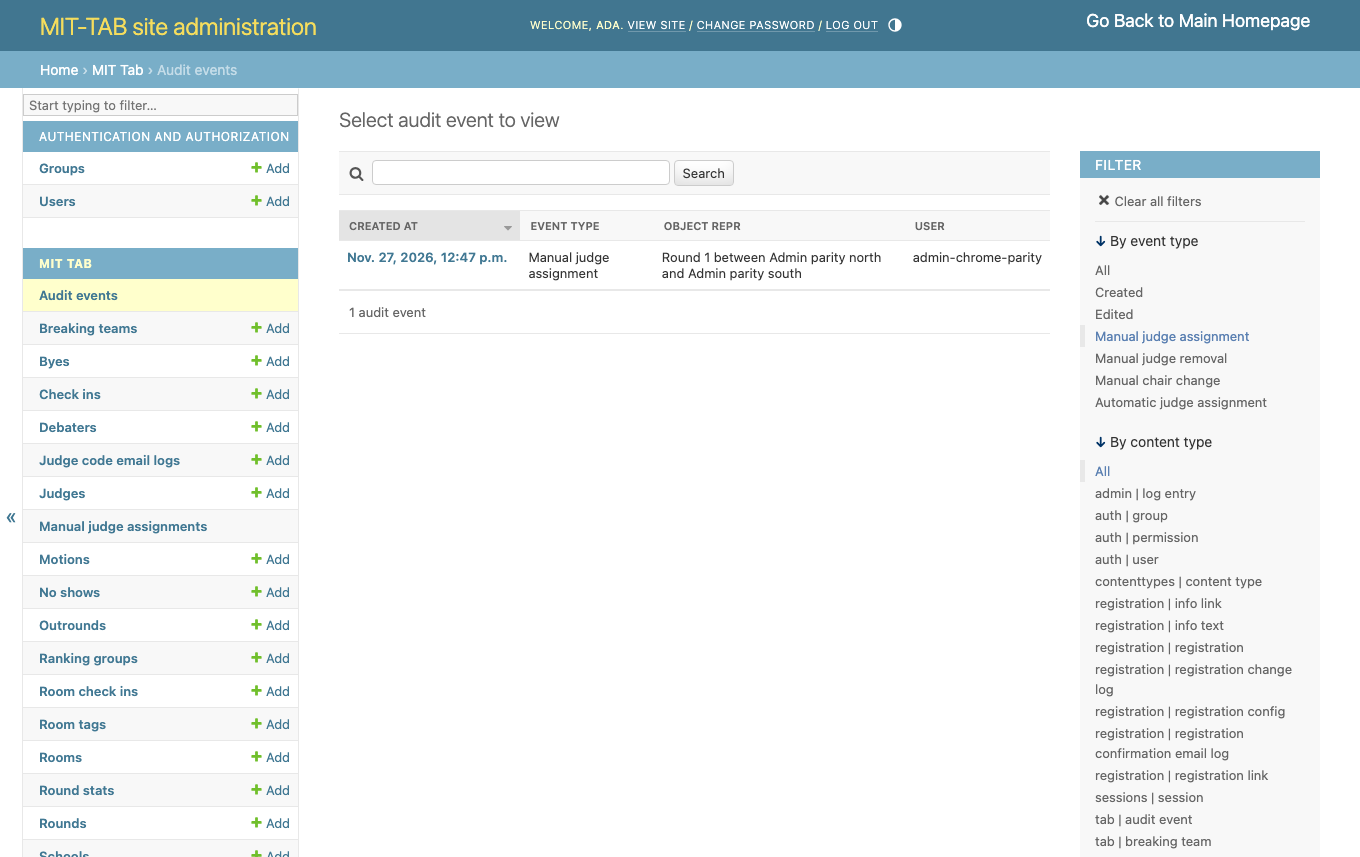 MIT-TAB site administration
WELCOME, ADA. VIEW SITE / CHANGE PASSWORD / LOG OUT
Go Back to Main Homepage
Home › MIT Tab › Audit events
Start typing to filter…
AUTHENTICATION AND AUTHORIZATION
Groups Add
Users Add
MIT TAB
Audit events
Breaking teams Add
Byes Add
Check ins Add
Debaters Add
Judge code email logs Add
Judges Add
Manual judge assignments
Motions Add
No shows Add
Outrounds Add
Ranking groups Add
Room check ins Add
Room tags Add
Rooms Add
Round stats Add
Rounds Add
Schools Add
«
Select audit event to view
Search
CREATED AT EVENT TYPE OBJECT REPR USER
Nov. 27, 2026, 12:47 p.m. Manual judge Round 1 between Admin parity north admin-chrome-parity
assignment and Admin parity south
1 audit event
FILTER
Clear all filters
By event type
All
Created
Edited
Manual judge assignment
Manual judge removal
Manual chair change
Automatic judge assignment
By content type
All
admin | log entry
auth | group
auth | permission
auth | user
contenttypes | content type
registration | info link
registration | info text
registration | registration
registration | registration change
log
registration | registration config
registration | registration
confirmation email log
registration | registration link
sessions | session
tab | audit event
tab | breaking team